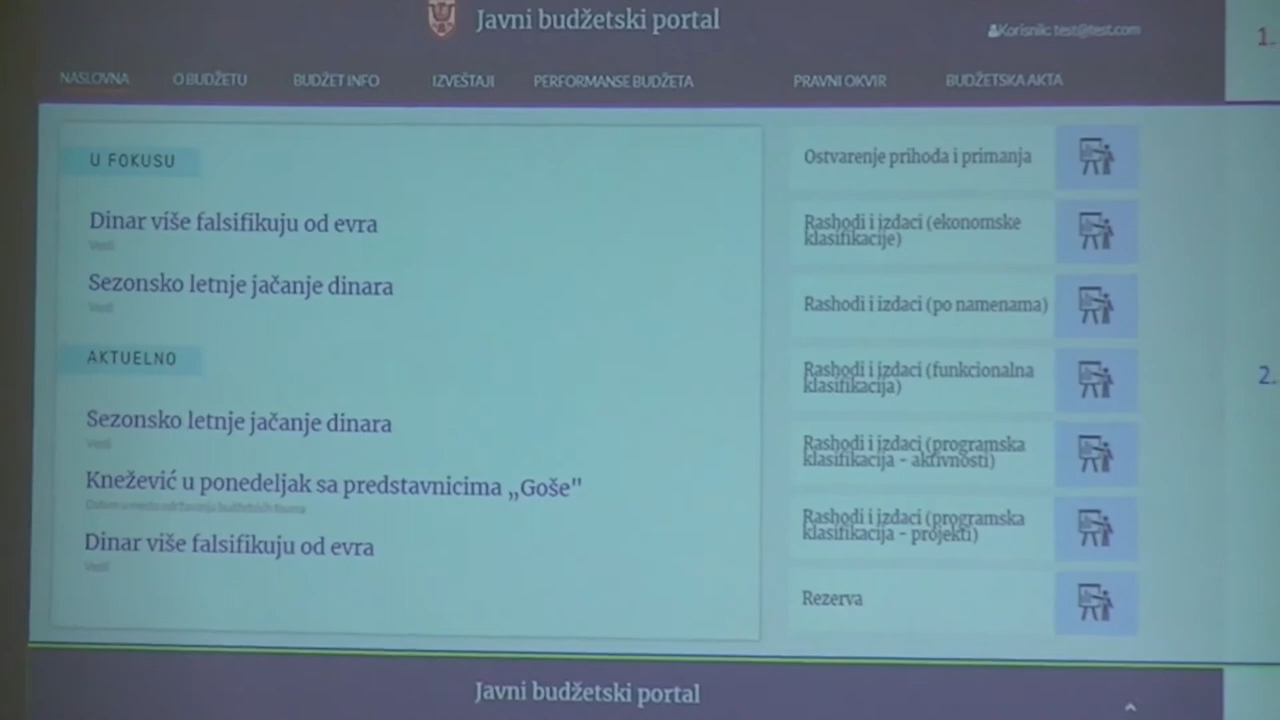 Javni budžetski portal
Korisnik: test@test.com
1.
NASLOVNA O BUDŽETU BUDŽET INFO IZVEŠTAJI PERFORMANSE BUDŽETA PRAVNI OKVIR BUDŽETSKA AKTA
U FOKUSU
Dinar više falsifikuju od evra
Vesti
Sezonsko letnje jačanje dinara
Vesti
AKTUELNO
Sezonsko letnje jačanje dinara
Vesti
Knežević u ponedeljak sa predstavnicima „Goše"
Dinar više falsifikuju od evra
Vesti
Ostvarenje prihoda i primanja
Rashodi i izdaci (ekonomske
klasifikacije)
Rashodi i izdaci (po namenama)
Rashodi i izdaci (funkcionalna
klasifikacija)
Rashodi i izdaci (programska
klasifikacija - aktivnosti)
Rashodi i izdaci (programska
klasifikacija - projekti)
Rezerva
2.
Javni budžetski portal